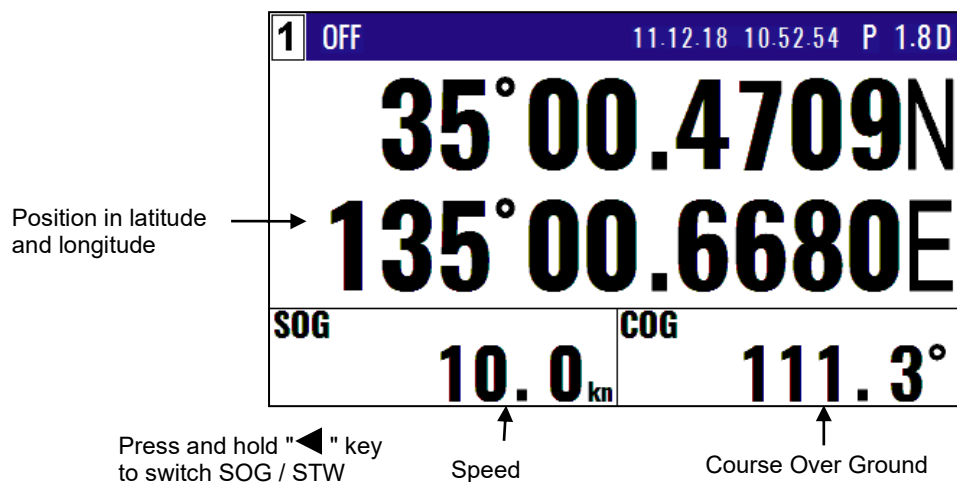 1 OFF 11.12.18 10.52.54 P 1.8D
35°00.4709N
Position in latitude
and longitude
135°00.6680E
SOG COG
10.0kn 111.3°
Press and hold "◀ " key
to switch SOG / STW
Speed
Course Over Ground